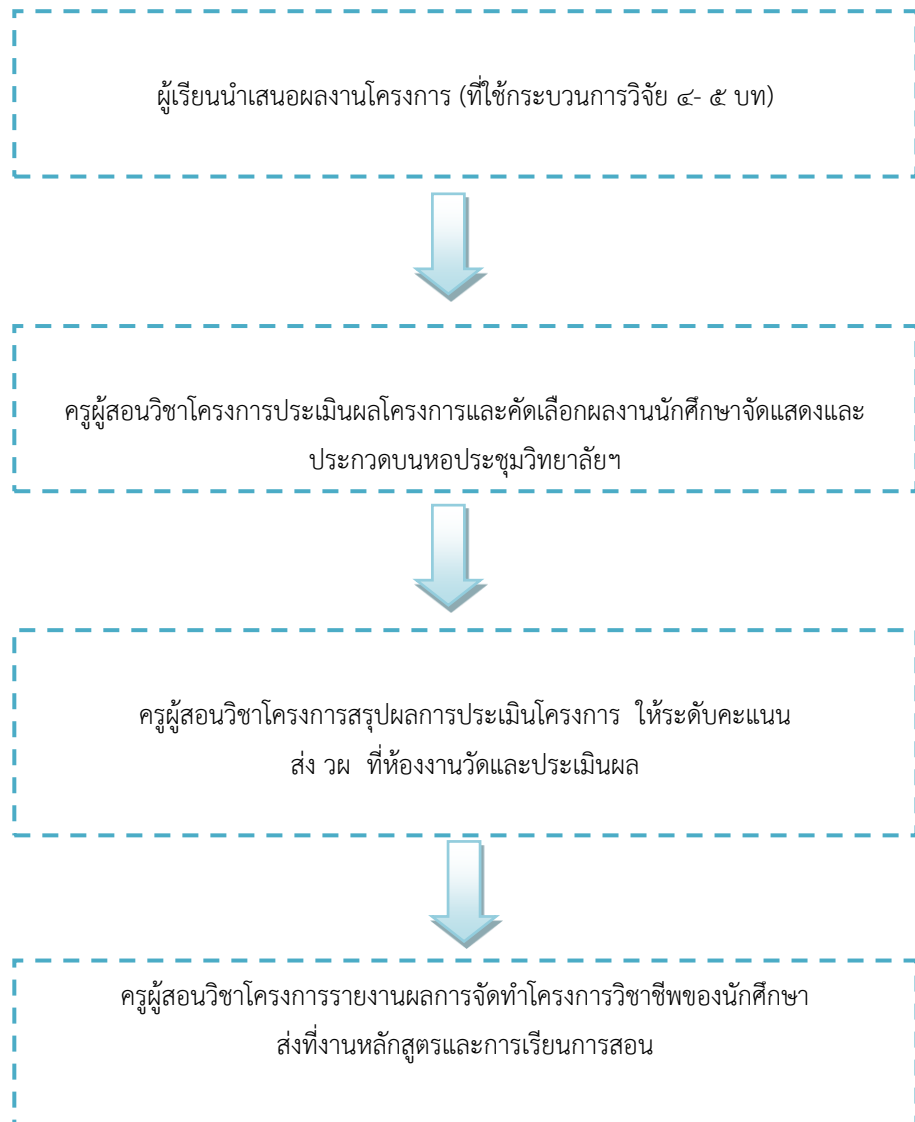 ผู้เรียนนำเสนอผลงานโครงการ (ที่ใช้กระบวนการวิจัย ๔- ๕ บท)
ครูผู้สอนวิชาโครงการประเมินผลโครงการและคัดเลือกผลงานนักศึกษาจัดแสดงและ
ประกวดบนหอประชุมวิทยาลัยฯ
ครูผู้สอนวิชาโครงการสรุปผลการประเมินโครงการ ให้ระดับคะแนน
ส่ง วผ ที่ห้องงานวัดและประเมินผล
ครูผู้สอนวิชาโครงการรายงานผลการจัดทำโครงการวิชาชีพของนักศึกษา
ส่งที่งานหลักสูตรและการเรียนการสอน